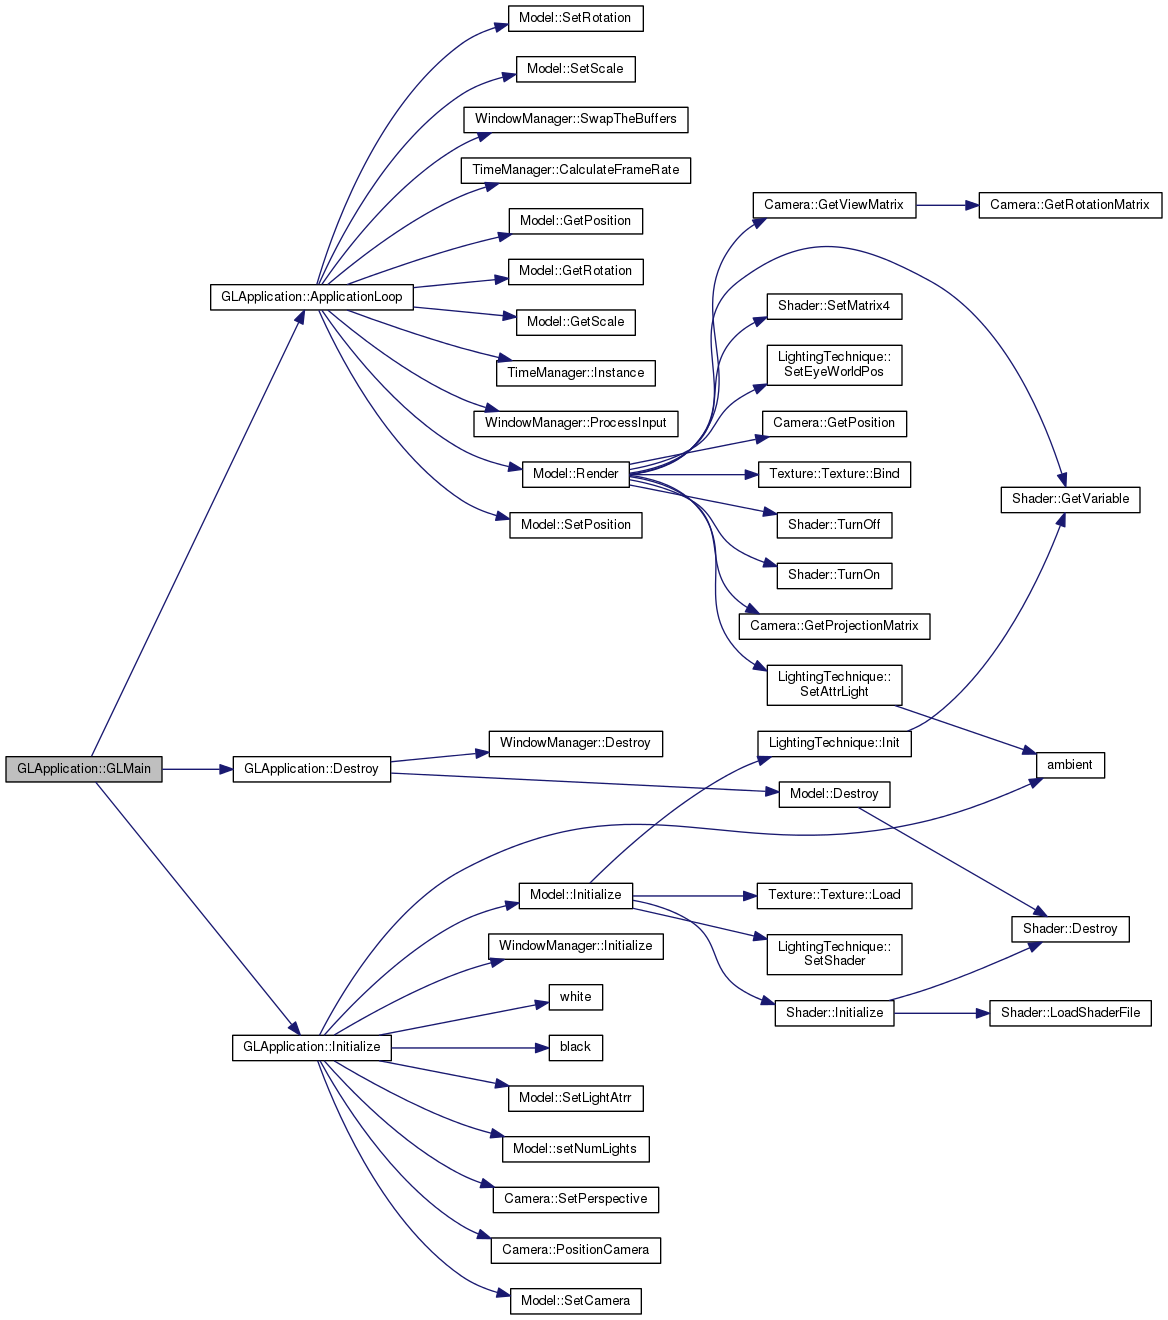 Model::SetRotation
Model::SetScale
WindowManager::SwapTheBuffers
TimeManager::CalculateFrameRate
Model::GetPosition
Model::GetRotation
GLApplication::ApplicationLoop
Model::GetScale
TimeManager::Instance
WindowManager::ProcessInput
Model::Render
Model::SetPosition
Camera::GetViewMatrix
Camera::GetRotationMatrix
Shader::SetMatrix4
LightingTechnique::
SetEyeWorldPos
Camera::GetPosition
Texture::Texture::Bind
Shader::GetVariable
Shader::TurnOff
Shader::TurnOn
Camera::GetProjectionMatrix
LightingTechnique::
SetAttrLight
GLApplication::GLMain
GLApplication::Destroy
WindowManager::Destroy
LightingTechnique::Init
ambient
Model::Destroy
Model::Initialize
Texture::Texture::Load
Shader::Destroy
WindowManager::Initialize
LightingTechnique::
SetShader
white
Shader::Initialize
Shader::LoadShaderFile
GLApplication::Initialize
black
Model::SetLightAtrr
Model::setNumLights
Camera::SetPerspective
Camera::PositionCamera
Model::SetCamera